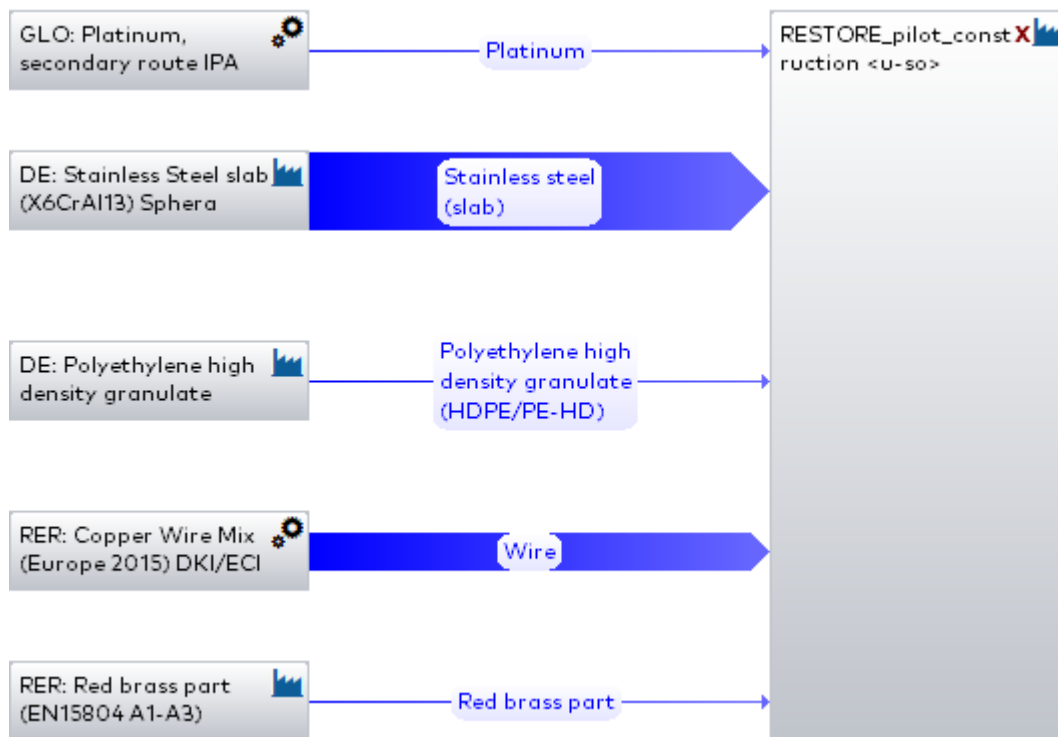 GLO: Platinum,
secondary route IPA
Platinum
RESTORE_pilot_const X
ruction <u-so>
DE: Stainless Steel slab
(X6CrAl13) Sphera
Stainless steel
(slab)
DE: Polyethylene high
density granulate
Polyethylene high
density granulate
(HDPE/PE-HD)
RER: Copper Wire Mix
(Europe 2015) DKI/ECI
Wire
RER: Red brass part
(EN15804 A1-A3)
Red brass part